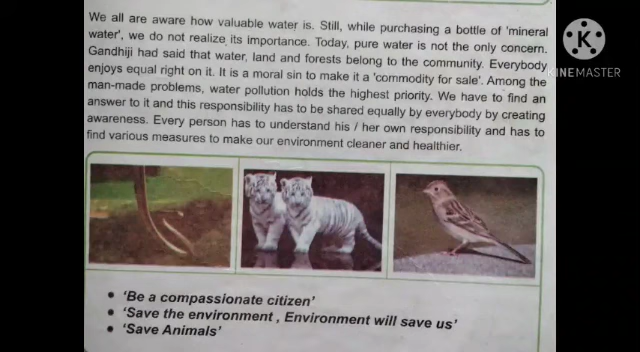 We all are aware how valuable water is. Still, while purchasing a bottle of 'mineral
water', we do not realize its importance. Today, pure water is not the only concern.
Gandhiji had said that water, land and forests belong to the community. Everybody
enjoys equal right on it. It is a moral sin to make it a 'commodity for sale'. Among the
man-made problems, water pollution holds the highest priority. We have to find an
answer to it and this responsibility has to be shared equally by everybody by creating
awareness. Every person has to understand his / her own responsibility and has to
find various measures to make our environment cleaner and healthier.
KINEMASTER
• 'Be a compassionate citizen'
• 'Save the environment , Environment will save us'
• 'Save Animals'